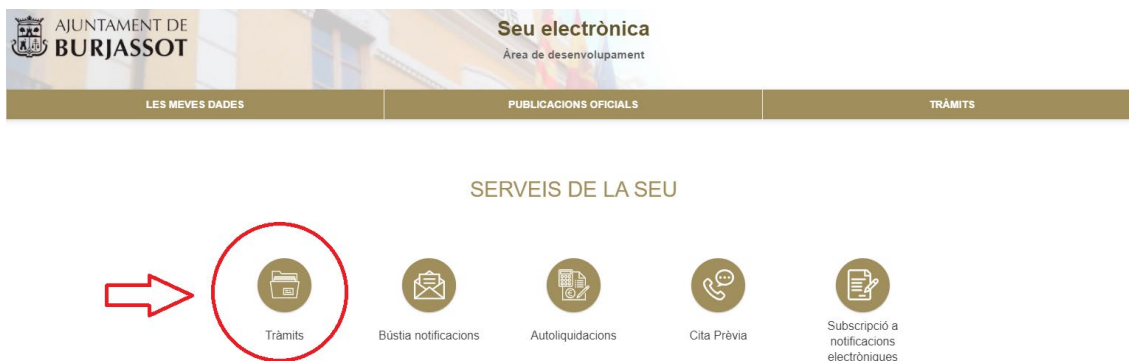 AJUNTAMENT DE
BURJASSOT
Seu electrònica
Àrea de desenvolupament
LES MEVES DADES
PUBLICACIONS OFICIALS
TRÀMITS
SERVEIS DE LA SEU
Tràmits
Bústia notificacions
Autoliquidacions
Cita Prèvia
Subscripció a
notificacions
electròniques